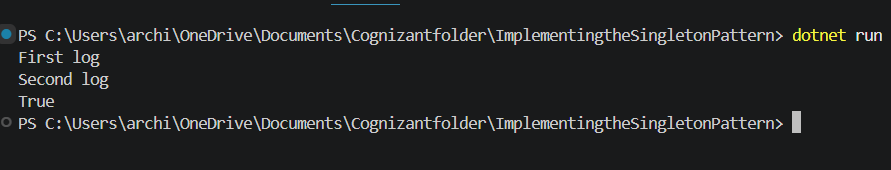 PS C:\Users\archi\OneDrive\Documents\Cognizantfolder\ImplementingtheSingletonPattern> dotnet run
First log
Second log
True
PS C:\Users\archi\OneDrive\Documents\Cognizantfolder\ImplementingtheSingletonPattern>